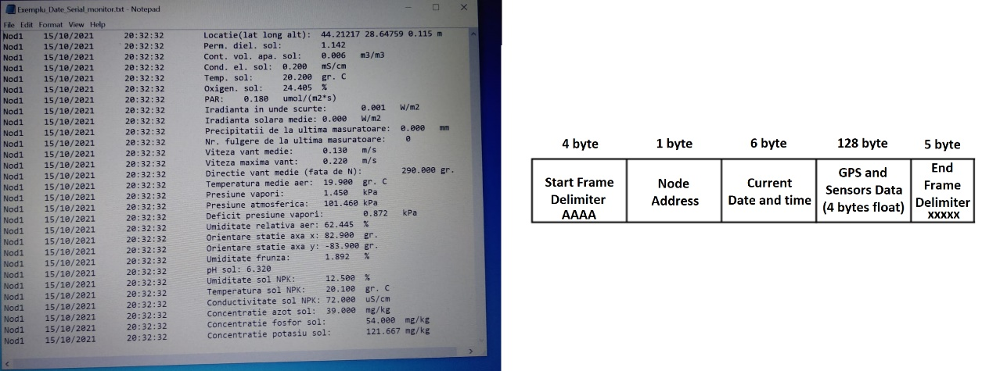 Exemplu_Date_Serial_monitor.txt - Notepad
File Edit Format View Help
Nod1 15/10/2021 20:32:32 Locatie(lat long alt): 44.21217 28.64759 0.115 m
Nod1 15/10/2021 20:32:32 Perm. diel. sol: 1.142
Nod1 15/10/2021 20:32:32 Cont. vol. apa. sol: 0.006 m3/m3
Nod1 15/10/2021 20:32:32 Cond. el. sol: 0.200 mS/cm
Nod1 15/10/2021 20:32:32 Temp. sol: 20.200 gr. C
Nod1 15/10/2021 20:32:32 Oxigen. sol: 24.405 %
Nod1 15/10/2021 20:32:32 PAR: 0.180 umol/(m2*s)
Nod1 15/10/2021 20:32:32 Iradianta in unde scurte: 0.001 W/m2
Nod1 15/10/2021 20:32:32 Iradianta solara medie: 0.000 W/m2
Nod1 15/10/2021 20:32:32 Precipitatii de la ultima masuratoare: 0.000 mm
Nod1 15/10/2021 20:32:32 Nr. fulgere de la ultima masuratoare: 0
Nod1 15/10/2021 20:32:32 Viteza vant medie: 0.130 m/s
Nod1 15/10/2021 20:32:32 Viteza maxima vant: 0.220 m/s
Nod1 15/10/2021 20:32:32 Directie vant medie (fata de N): 290.000 gr.
Nod1 15/10/2021 20:32:32 Temperatura medie aer: 19.900 gr. C
Nod1 15/10/2021 20:32:32 Presiune vapori: 1.450 kPa
Nod1 15/10/2021 20:32:32 Presiune atmosferica: 101.460 kPa
Nod1 15/10/2021 20:32:32 Deficit presiune vapori: 0.872 kPa
Nod1 15/10/2021 20:32:32 Umiditate relativa aer: 62.445 %
Nod1 15/10/2021 20:32:32 Orientare statie axa x: 82.900 gr.
Nod1 15/10/2021 20:32:32 Orientare statie axa y: -83.900 gr.
Nod1 15/10/2021 20:32:32 Umiditate frunza: 1.892 %
Nod1 15/10/2021 20:32:32 pH sol: 6.320
Nod1 15/10/2021 20:32:32 Umiditate sol NPK: 12.500 %
Nod1 15/10/2021 20:32:32 Temperatura sol NPK: 20.100 gr. C
Nod1 15/10/2021 20:32:32 Conductivitate sol NPK: 72.000 uS/cm
Nod1 15/10/2021 20:32:32 Concentratie azot sol: 39.000 mg/kg
Nod1 15/10/2021 20:32:32 Concentratie fosfor sol: 54.000 mg/kg
Nod1 15/10/2021 20:32:32 Concentratie potasiu sol: 121.667 mg/kg
4 byte 1 byte 6 byte 128 byte 5 byte
Start Frame
Delimiter
AAAA
Node
Address
Current
Date and time
GPS and
Sensors Data
(4 bytes float)
End
Frame
Delimiter
XXXXX